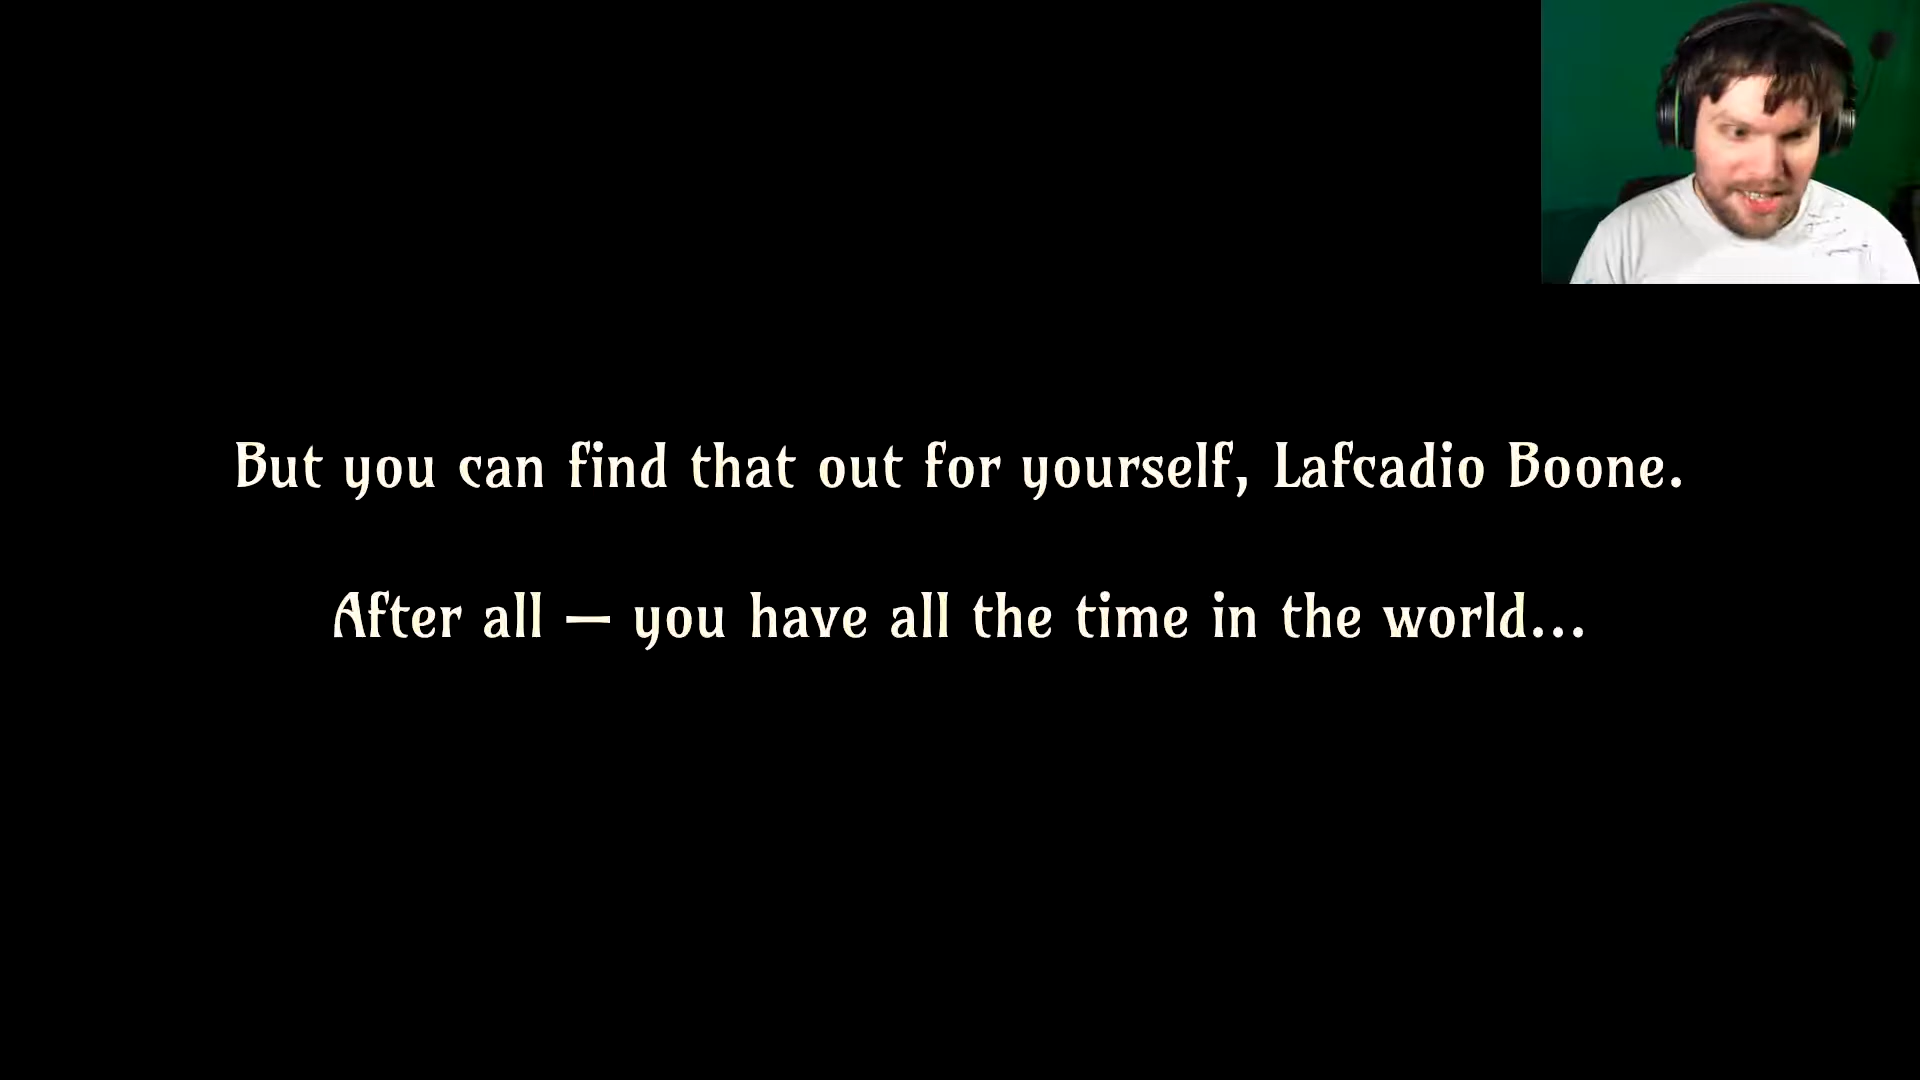 But you can find that out for yourself, Lafcadio Boone.
After all — you have all the time in the world...